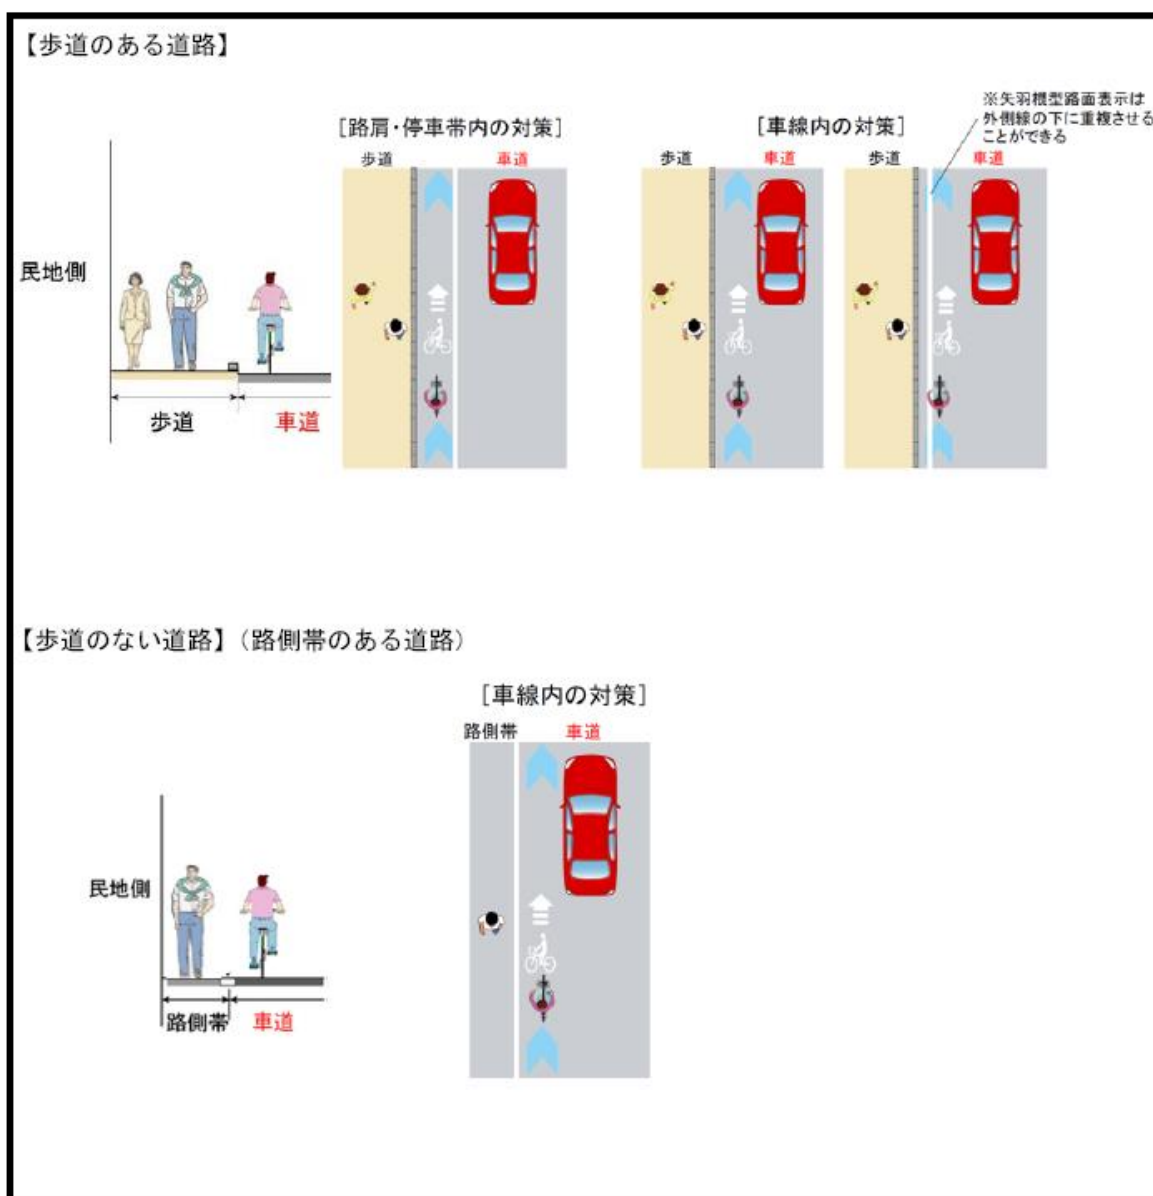 【歩道のある道路】
※矢羽根型路面表示は
外側線の下に重複させる
ことができる
[路肩・停車帯内の対策]
[車線内の対策]
歩道
車道
歩道
車道
歩道
車道
民地側
歩道
車道
【歩道のない道路】(路側帯のある道路)
[車線内の対策]
路側帯
車道
民地側
路側帯
車道